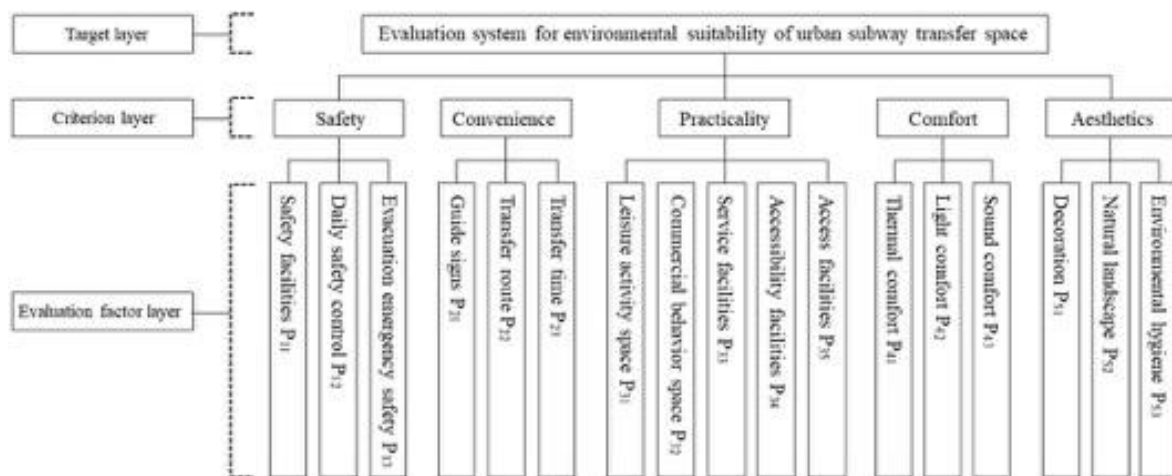 Target layer
Evaluation system for environmental suitability of urban subway transfer space
Criterion layer
Safety
Convenience
Practicality
Comfort
Aesthetics
Evaluation factor layer
Safety facilities P₁₁
Daily safety control P₁₂
Evacuation emergency safety P₁₃
Guide signs P₂₁
Transfer route P₂₂
Transfer time P₂₃
Leisure activity space P₃₁
Commercial behavior space P₃₂
Service facilities P₃₃
Accessibility facilities P₃₄
Access facilities P₃₅
Thermal comfort P₄₁
Light comfort P₄₂
Sound comfort P₄₃
Decoration P₅₁
Natural landscape P₅₂
Environmental hygiene P₅₃